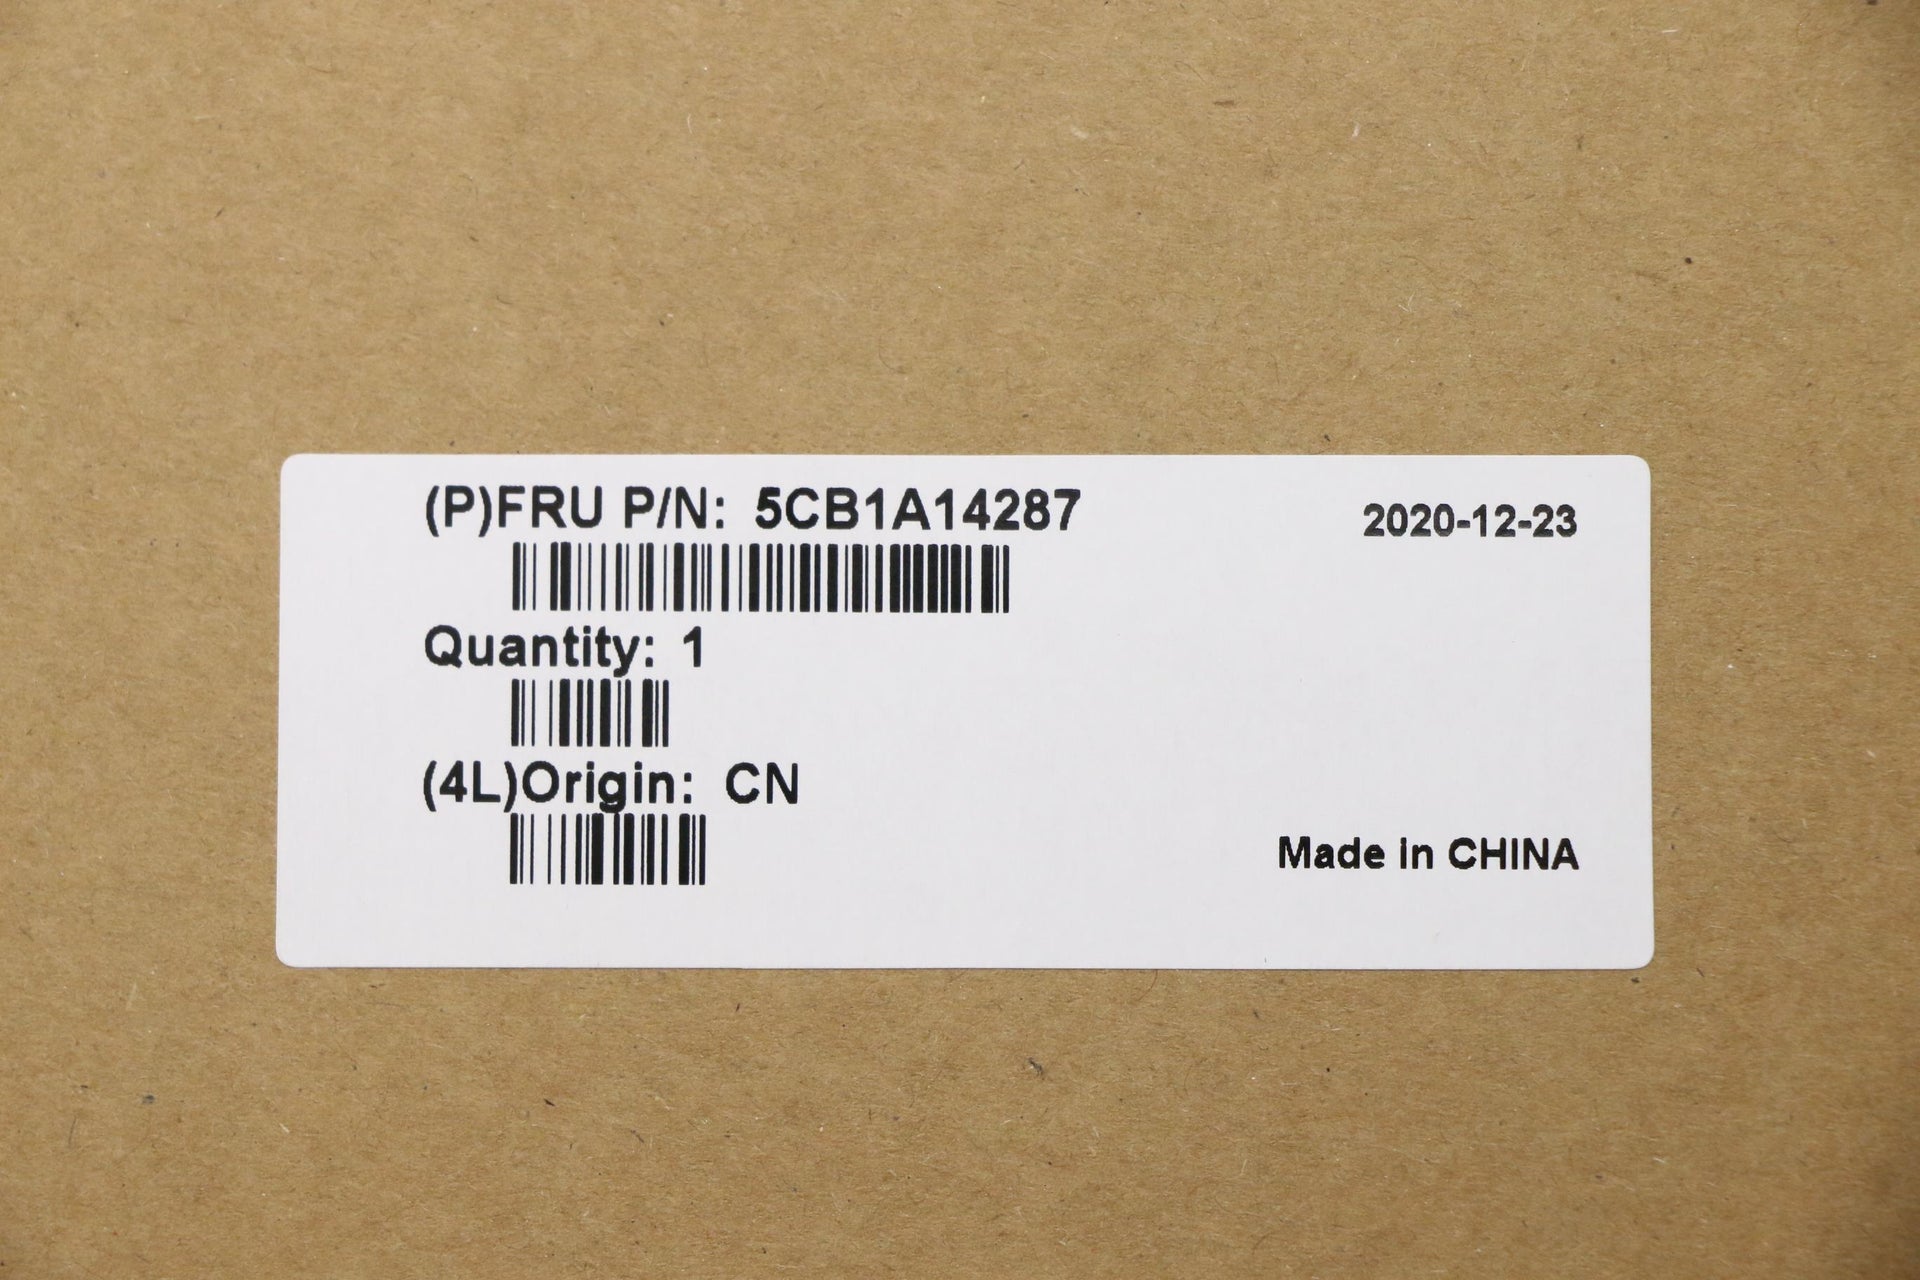 (P)FRU P/N: 5CB1A14287
2020-12-23
Quantity: 1
(4L)Origin: CN
Made in CHINA